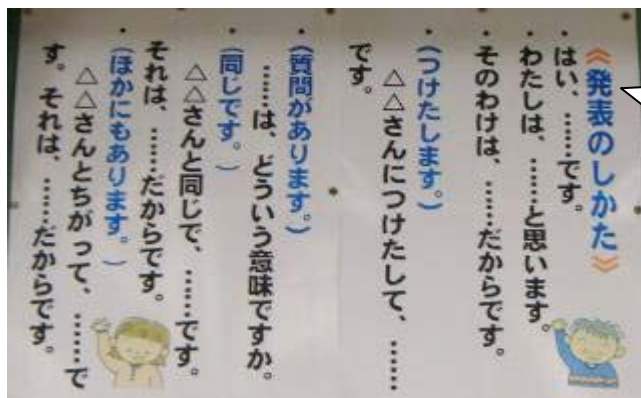 《発表のしかた》
・はい、……です。
・わたしは、……と思います。
・そのわけは、……だからです。
・(つけたします。)
△△さんにつけたして、……
です。
・(質問があります。)
……は、どういう意味ですか。
・(同じです。)
△△さんと同じで、……です。
それは、……だからです。
・(ほかにもあります。)
△△さんとちがって、……で
す。それは、……だからです。